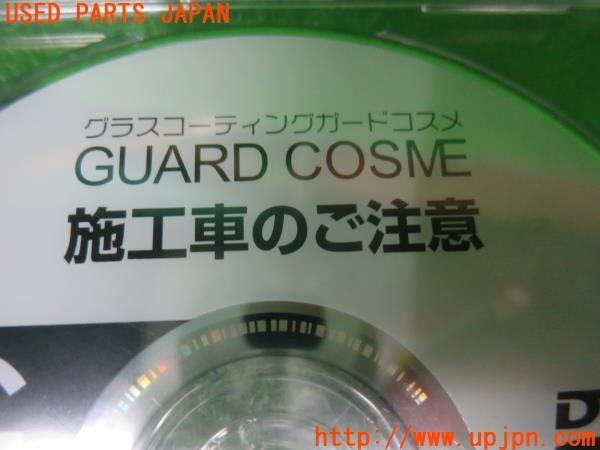 USED PARTS JAPAN
グラスコーティングガードコスメ
GUARD COSME
施工車のご注意
http://www.upjpn.com/